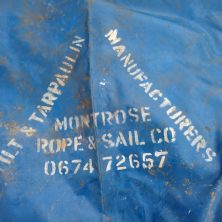 ILT & TARPAULIN
MANUFACTURERS
MONTROSE
ROPE & SAIL CO
0674 72657